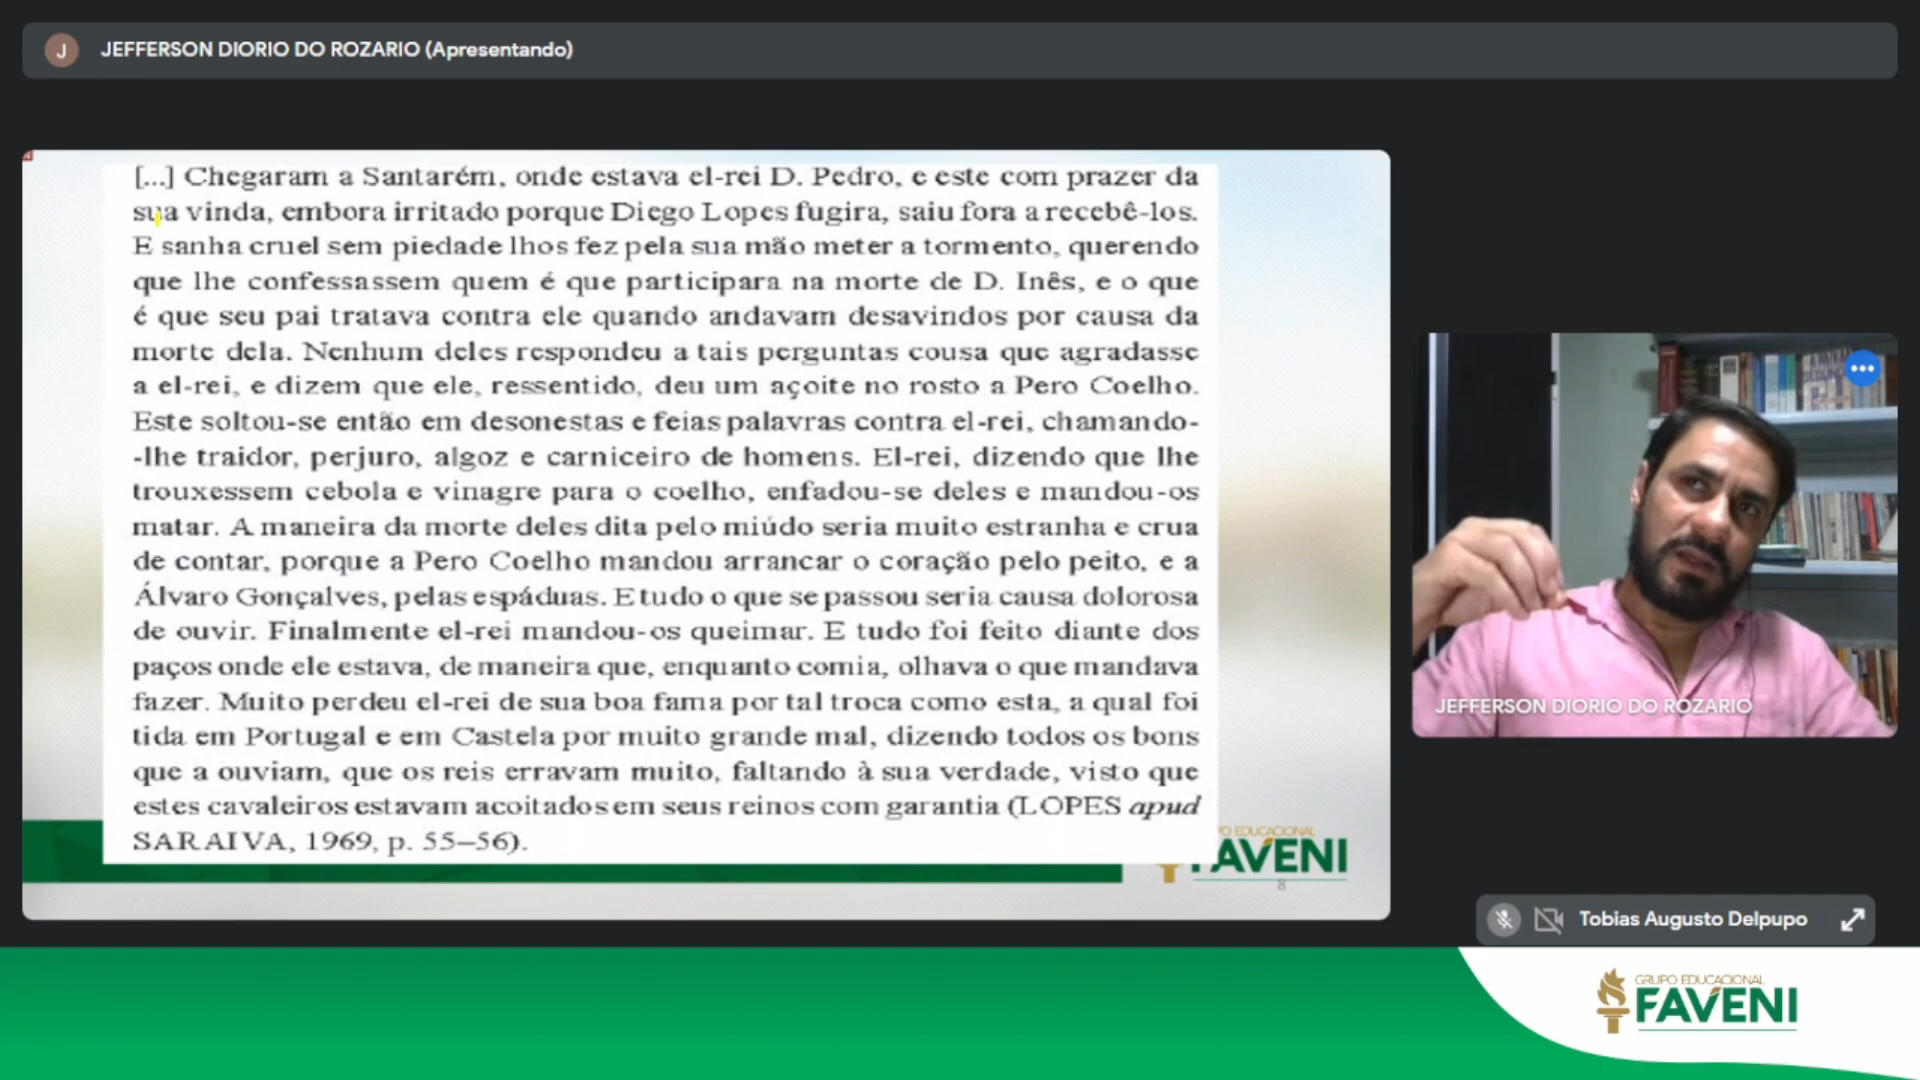 J JEFFERSON DIORIO DO ROZARIO (Apresentando)
[...] Chegaram a Santarém, onde estava el-rei D. Pedro, e este com prazer da
sua vinda, embora irritado porque Diego Lopes fugira, saiu fora a recebê-los.
E sanha cruel sem piedade lhos fez pela sua mão meter a tormento, querendo
que lhe confessassem quem é que participara na morte de D. Inês, e o que
é que seu pai tratava contra ele quando andavam desavindos por causa da
morte dela. Nenhum deles respondeu a tais perguntas cousa que agradasse
a el-rei, e dizem que ele, ressentido, deu um açoite no rosto a Pero Coelho.
Este soltou-se então em desonestas e feias palavras contra el-rei, chamando-
-lhe traidor, perjuro, algoz e carniceiro de homens. El-rei, dizendo que lhe
trouxessem cebola e vinagre para o coelho, enfadou-se deles e mandou-os
matar. A maneira da morte deles dita pelo miúdo seria muito estranha e crua
de contar, porque a Pero Coelho mandou arrancar o coração pelo peito, e a
Álvaro Gonçalves, pelas espáduas. E tudo o que se passou seria causa dolorosa
de ouvir. Finalmente el-rei mandou-os queimar. E tudo foi feito diante dos
paços onde ele estava, de maneira que, enquanto comia, olhava o que mandava
fazer. Muito perdeu el-rei de sua boa fama por tal troca como esta, a qual foi
tida em Portugal e em Castela por muito grande mal, dizendo todos os bons
que a ouviam, que os reis erravam muito, faltando à sua verdade, visto que
estes cavaleiros estavam acoitados em seus reinos com garantia (LOPES apud
SARAIVA, 1969, p. 55–56).
PO EDUCACIONAL
FAVENI
8
JEFFERSON DIORIO DO ROZARIO
Tobias Augusto Delpupo
GRUPO EDUCACIONAL
FAVENI